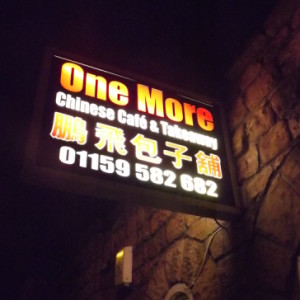 One More
Chinese Café & Takeaway
鵬飛包子舖
01159 582 682